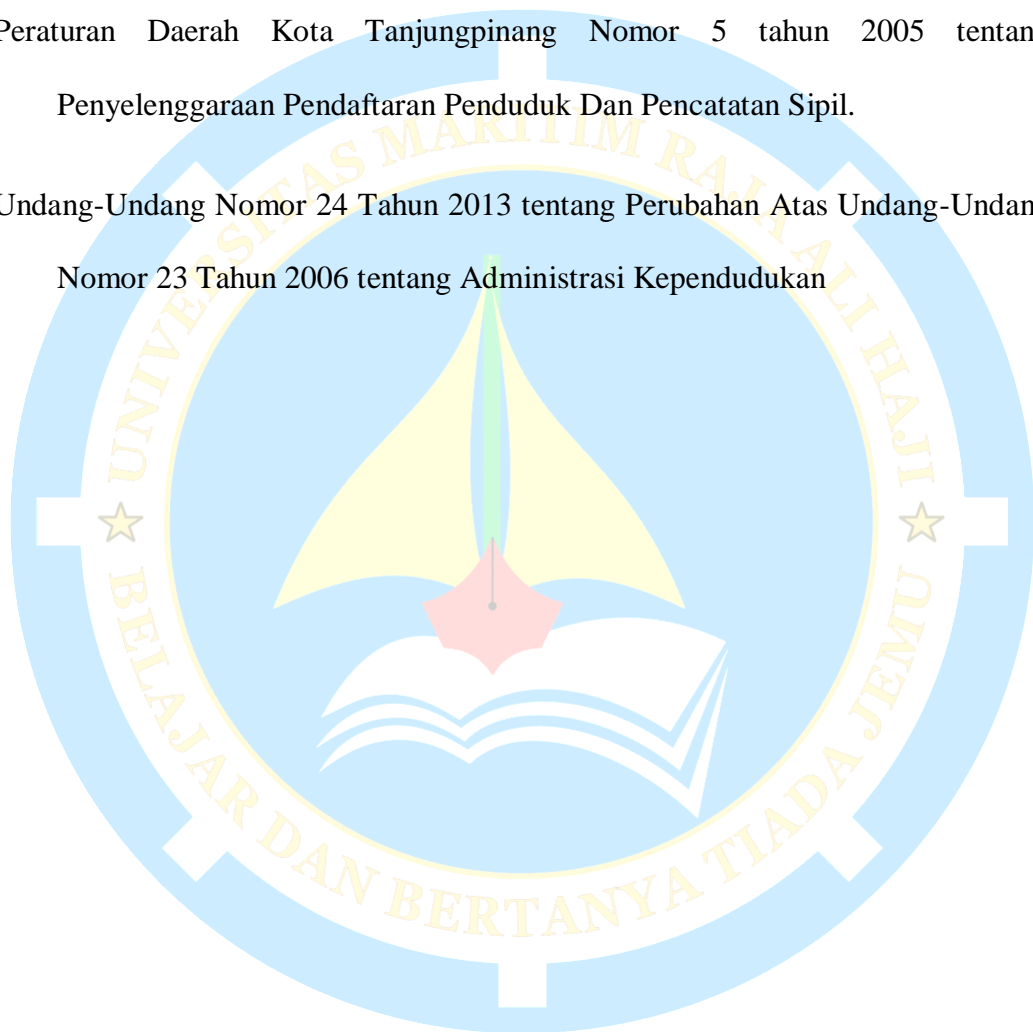 Peraturan Daerah Kota Tanjungpinang Nomor 5 tahun 2005 tentan
Penyelenggaraan Pendaftaran Penduduk Dan Pencatatan Sipil.
Undang-Undang Nomor 24 Tahun 2013 tentang Perubahan Atas Undang-Undan
Nomor 23 Tahun 2006 tentang Administrasi Kependudukan
UNIVERSITAS MARITIM RAJA ALI HAJI
BELAJAR DAN BERTANYA TIADA JEMU